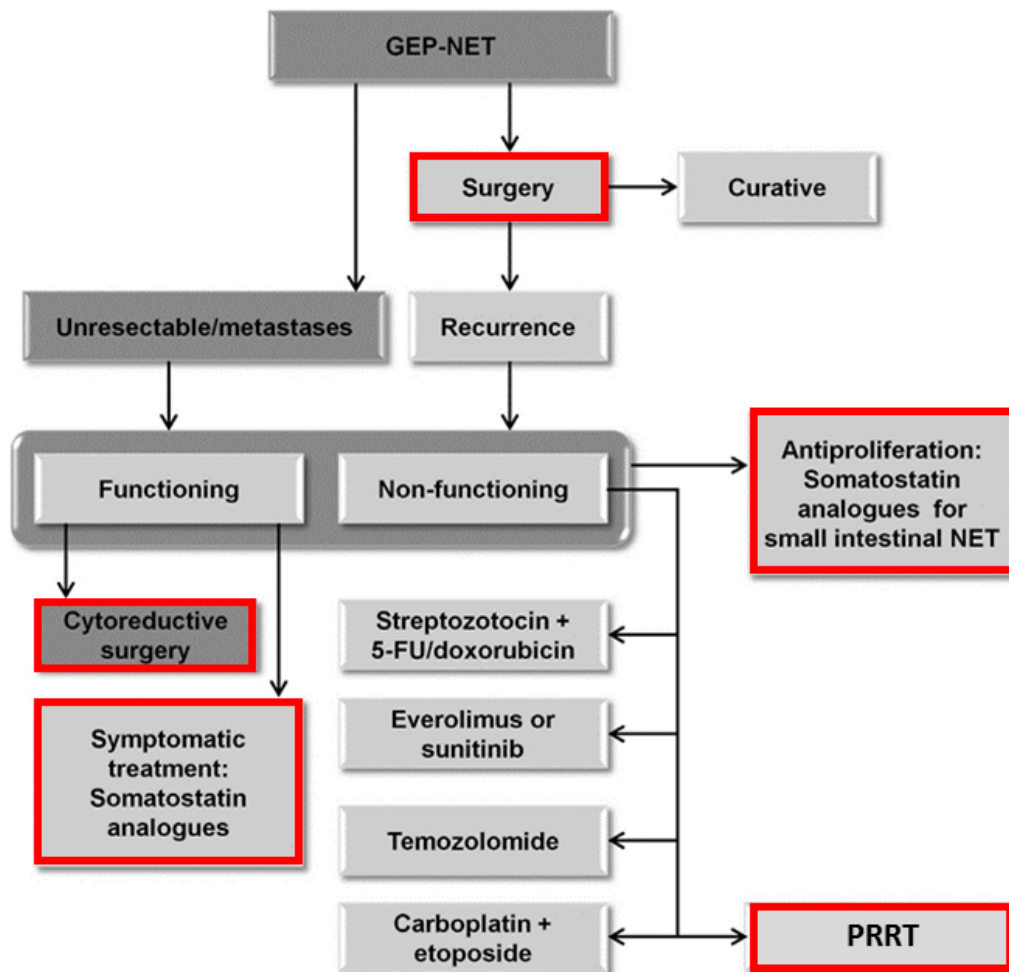 GEP-NET
Surgery
Curative
Unresectable/metastases
Recurrence
Functioning
Non-functioning
Antiproliferation:
Somatostatin
analogues for
small intestinal NET
Cytoreductive
surgery
Symptomatic
treatment:
Somatostatin
analogues
Streptozotocin +
5-FU/doxorubicin
Everolimus or
sunitinib
Temozolomide
Carboplatin +
etoposide
PRRT